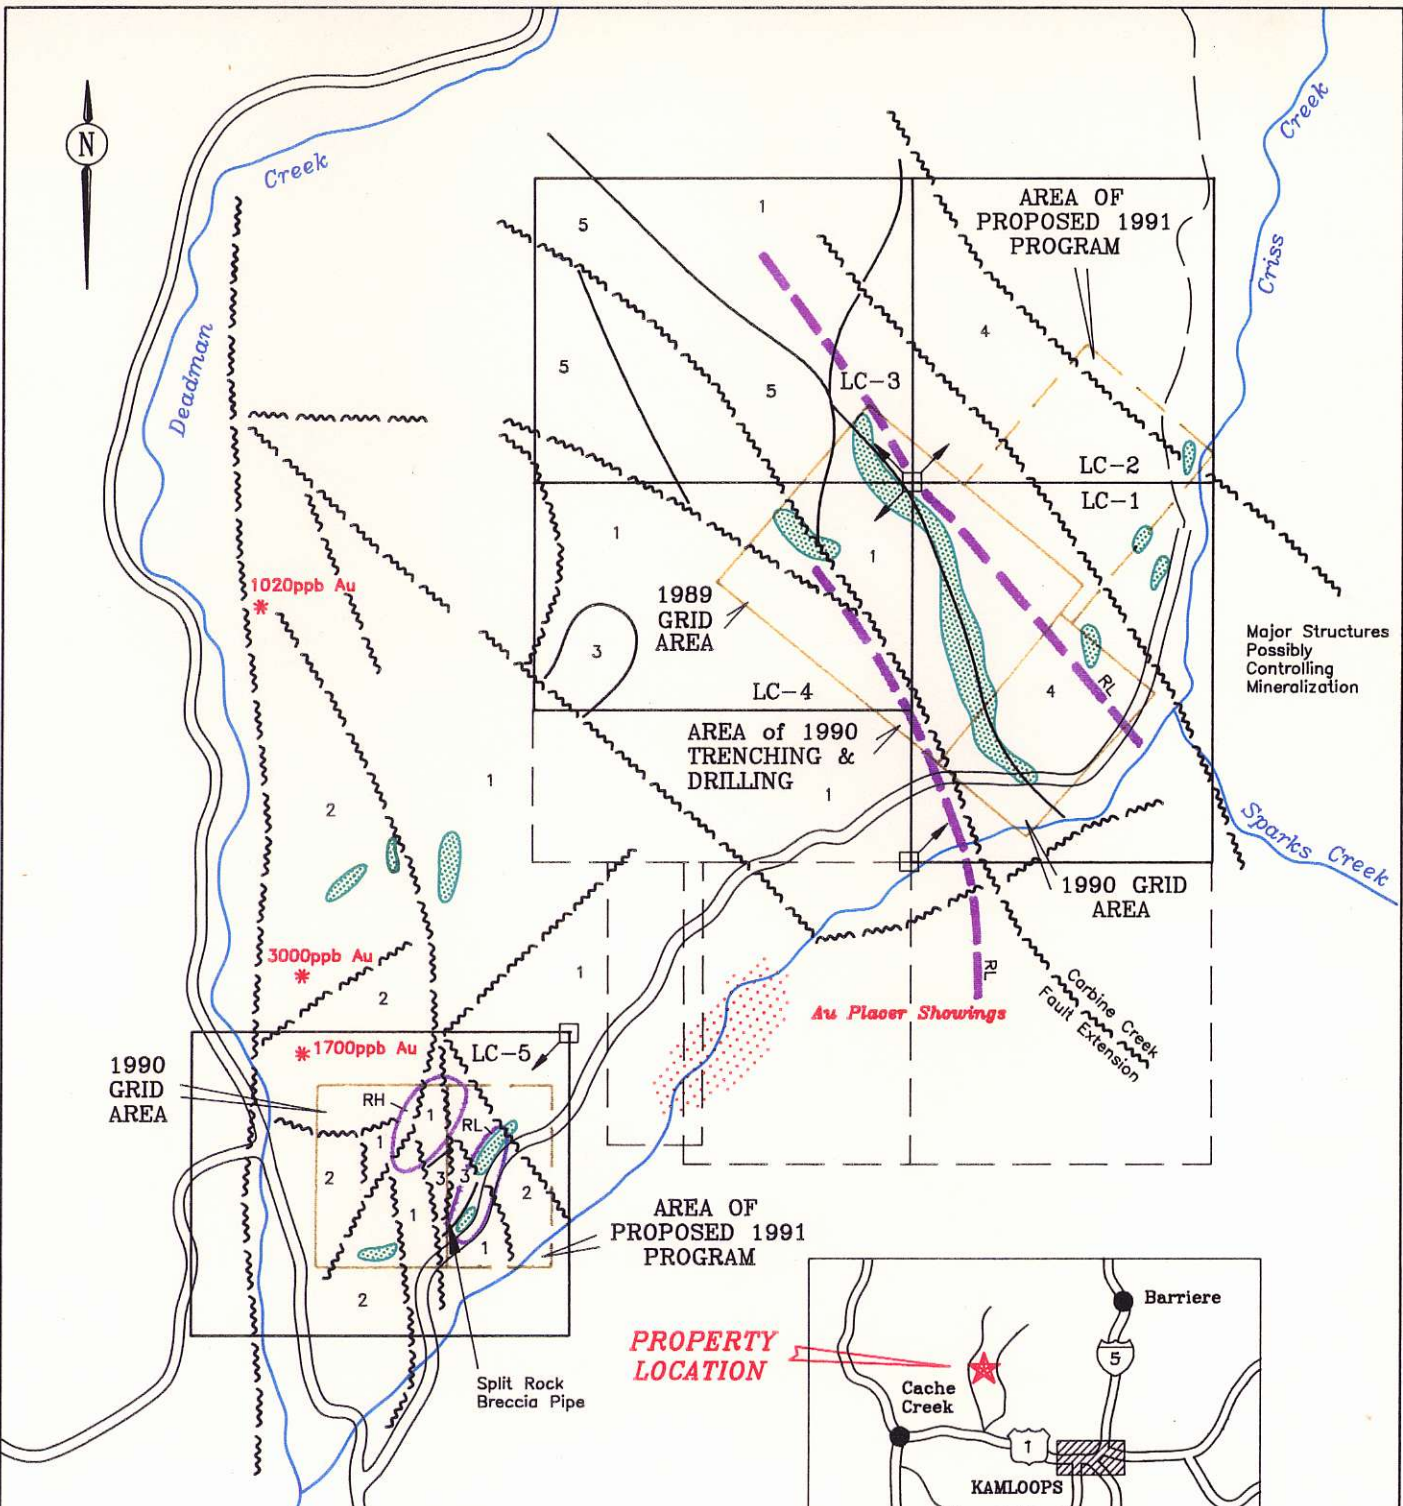 N
Creek
Deadman
Creek
Criss
Sparks Creek
AREA OF
PROPOSED 1991
PROGRAM
1
5
4
5
5
LC-3
LC-2
LC-1
1
1
1020ppb Au
1989
GRID
AREA
3
LC-4
4
RL
Major Structures
Possibly
Controlling
Mineralization
AREA of 1990
TRENCHING &
DRILLING
1
2
1
1990 GRID
AREA
3000ppb Au
2
1
RL
Carbine Creek
Fault Extension
Au Placer Showings
1700ppb Au
LC-5
1990
GRID
AREA
RH
1
RL
1
2
3
3
2
1
1
2
AREA OF
PROPOSED 1991
PROGRAM
Split Rock
Breccia Pipe
PROPERTY
LOCATION
Barriere
5
Cache
Creek
1
KAMLOOPS